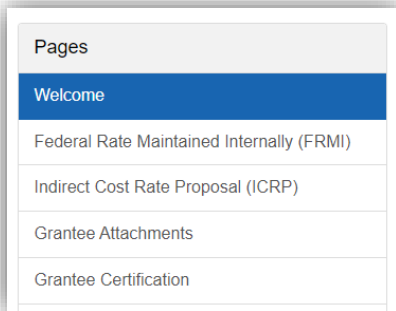 Pages
Welcome
Federal Rate Maintained Internally (FRMI)
Indirect Cost Rate Proposal (ICRP)
Grantee Attachments
Grantee Certification